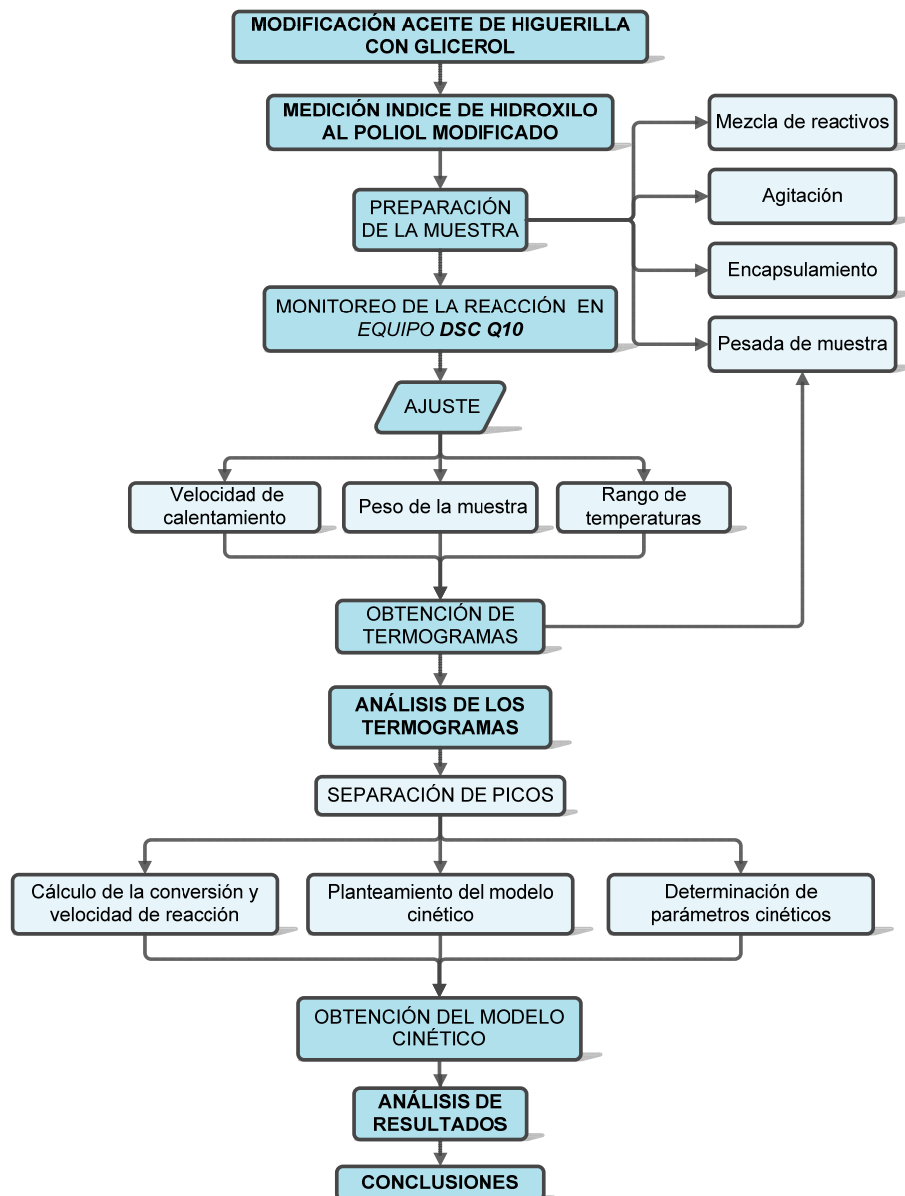 MODIFICACIÓN ACEITE DE HIGUERILLA
CON GLICEROL
MEDICIÓN INDICE DE HIDROXILO
AL POLIOL MODIFICADO
Mezcla de reactivos
Agitación
PREPARACIÓN
DE LA MUESTRA
Encapsulamiento
MONITOREO DE LA REACCIÓN EN
EQUIPO DSC Q10
Pesada de muestra
AJUSTE
Velocidad de
calentamiento
Peso de la muestra
Rango de
temperaturas
OBTENCIÓN DE
TERMOGRAMAS
ANÁLISIS DE LOS
TERMOGRAMAS
SEPARACIÓN DE PICOS
Cálculo de la conversión y
velocidad de reacción
Planteamiento del modelo
cinético
Determinación de
parámetros cinéticos
OBTENCIÓN DEL MODELO
CINÉTICO
ANÁLISIS DE
RESULTADOS
CONCLUSIONES